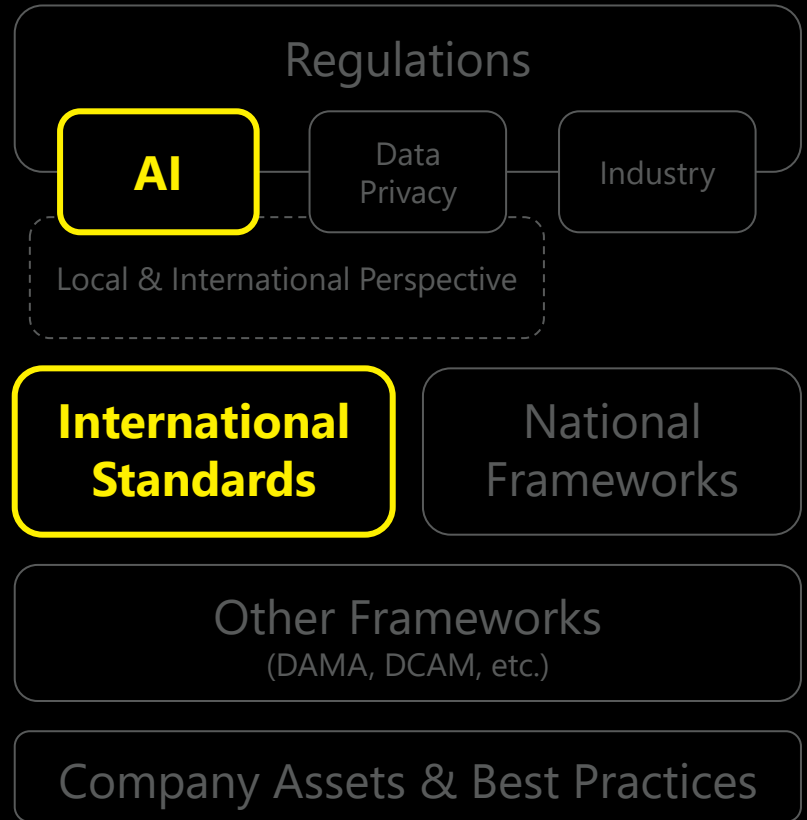 Regulations
AI
Data
Privacy
Industry
Local & International Perspective
International
Standards
National
Frameworks
Other Frameworks
(DAMA, DCAM, etc.)
Company Assets & Best Practices